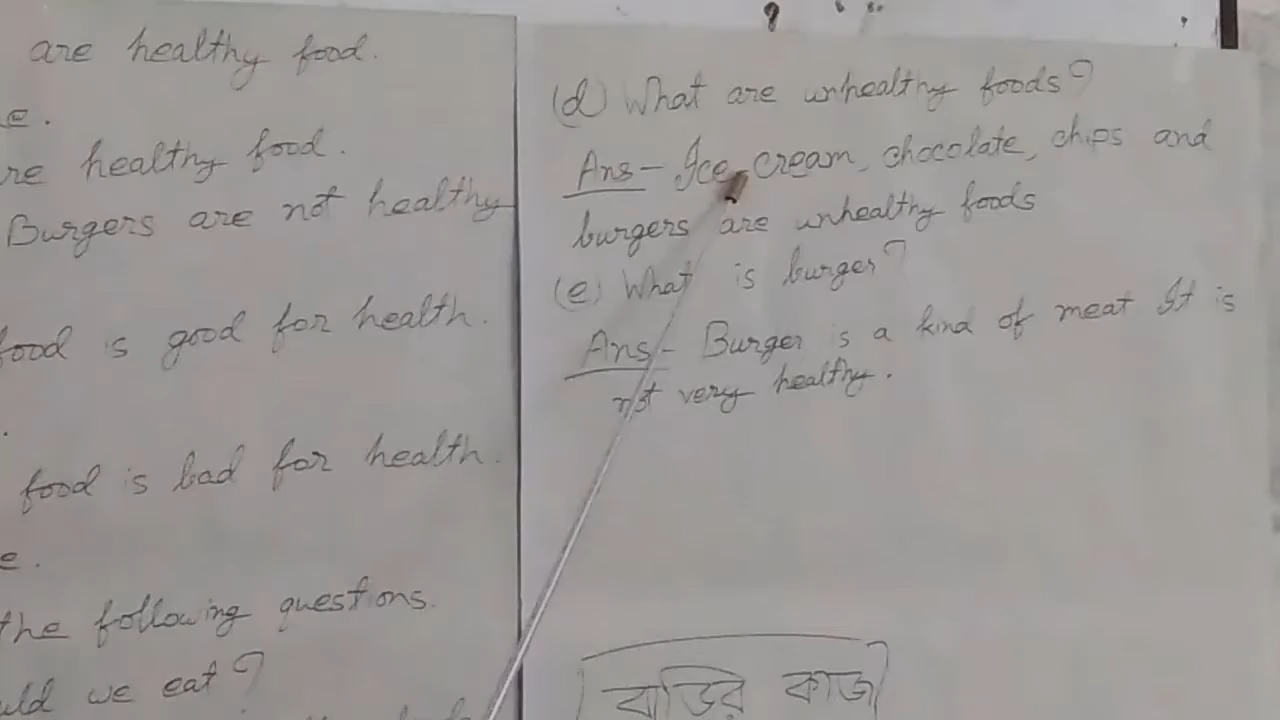 are healthy food.
e.
re healthy food.
Burgers are not healthy
food is good for health.
.
food is bad for health.
e.
the following questions.
uld we eat?
(d) What are unhealthy foods?
Ans- Ice-cream, chocolate, chips and
burgers are unhealthy foods
(e) What is burger?
Ans- Burger is a kind of meat It is
not very healthy.
বাড়ির কাজ